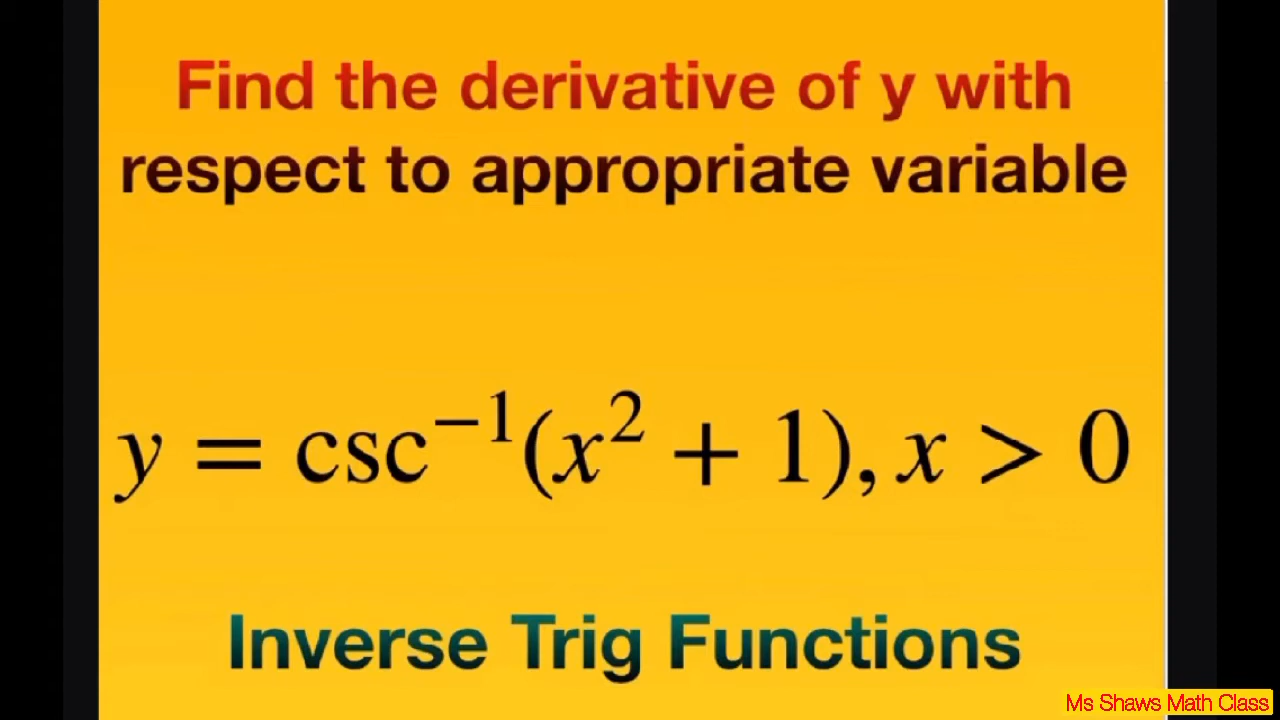 Find the derivative of y with
respect to appropriate variable
y = csc⁻¹(x² + 1), x > 0
Inverse Trig Functions
Ms Shaws Math Class